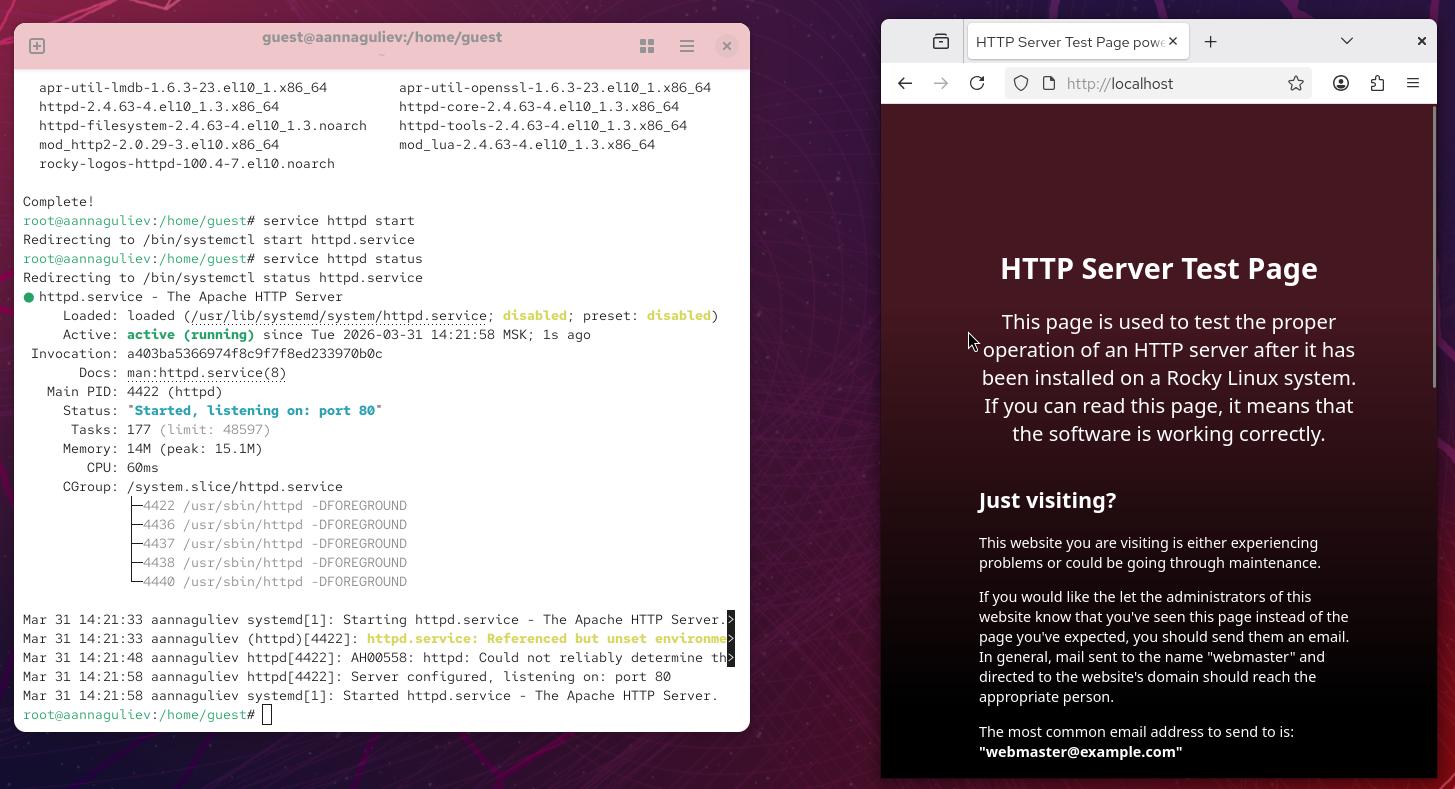 guest@aannaguliev:/home/guest
~
apr-util-lmdb-1.6.3-23.el10_1.x86_64 apr-util-openssl-1.6.3-23.el10_1.x86_64
httpd-2.4.63-4.el10_1.3.x86_64 httpd-core-2.4.63-4.el10_1.3.x86_64
httpd-filesystem-2.4.63-4.el10_1.3.noarch httpd-tools-2.4.63-4.el10_1.3.x86_64
mod_http2-2.0.29-3.el10.x86_64 mod_lua-2.4.63-4.el10_1.3.x86_64
rocky-logos-httpd-100.4-7.el10.noarch
Complete!
root@aannaguliev:/home/guest# service httpd start
Redirecting to /bin/systemctl start httpd.service
root@aannaguliev:/home/guest# service httpd status
Redirecting to /bin/systemctl status httpd.service
● httpd.service - The Apache HTTP Server
Loaded: loaded (/usr/lib/systemd/system/httpd.service; disabled; preset: disabled)
Active: active (running) since Tue 2026-03-31 14:21:58 MSK; 1s ago
Invocation: a403ba5366974f8c9f7f8ed233970b0c
Docs: man:httpd.service(8)
Main PID: 4422 (httpd)
Status: "Started, listening on: port 80"
Tasks: 177 (limit: 48597)
Memory: 14M (peak: 15.1M)
CPU: 60ms
CGroup: /system.slice/httpd.service
├─4422 /usr/sbin/httpd -DFOREGROUND
├─4436 /usr/sbin/httpd -DFOREGROUND
├─4437 /usr/sbin/httpd -DFOREGROUND
├─4438 /usr/sbin/httpd -DFOREGROUND
└─4440 /usr/sbin/httpd -DFOREGROUND
Mar 31 14:21:33 aannaguliev systemd[1]: Starting httpd.service - The Apache HTTP Server.>
Mar 31 14:21:33 aannaguliev (httpd)[4422]: httpd.service: Referenced but unset environme>
Mar 31 14:21:48 aannaguliev httpd[4422]: AH00558: httpd: Could not reliably determine th>
Mar 31 14:21:58 aannaguliev httpd[4422]: Server configured, listening on: port 80
Mar 31 14:21:58 aannaguliev systemd[1]: Started httpd.service - The Apache HTTP Server.
root@aannaguliev:/home/guest#
HTTP Server Test Page powe
http://localhost
HTTP Server Test Page
This page is used to test the proper
operation of an HTTP server after it has
been installed on a Rocky Linux system.
If you can read this page, it means that
the software is working correctly.
Just visiting?
This website you are visiting is either experiencing
problems or could be going through maintenance.
If you would like the let the administrators of this
website know that you've seen this page instead of the
page you've expected, you should send them an email.
In general, mail sent to the name "webmaster" and
directed to the website's domain should reach the
appropriate person.
The most common email address to send to is:
"webmaster@example.com"